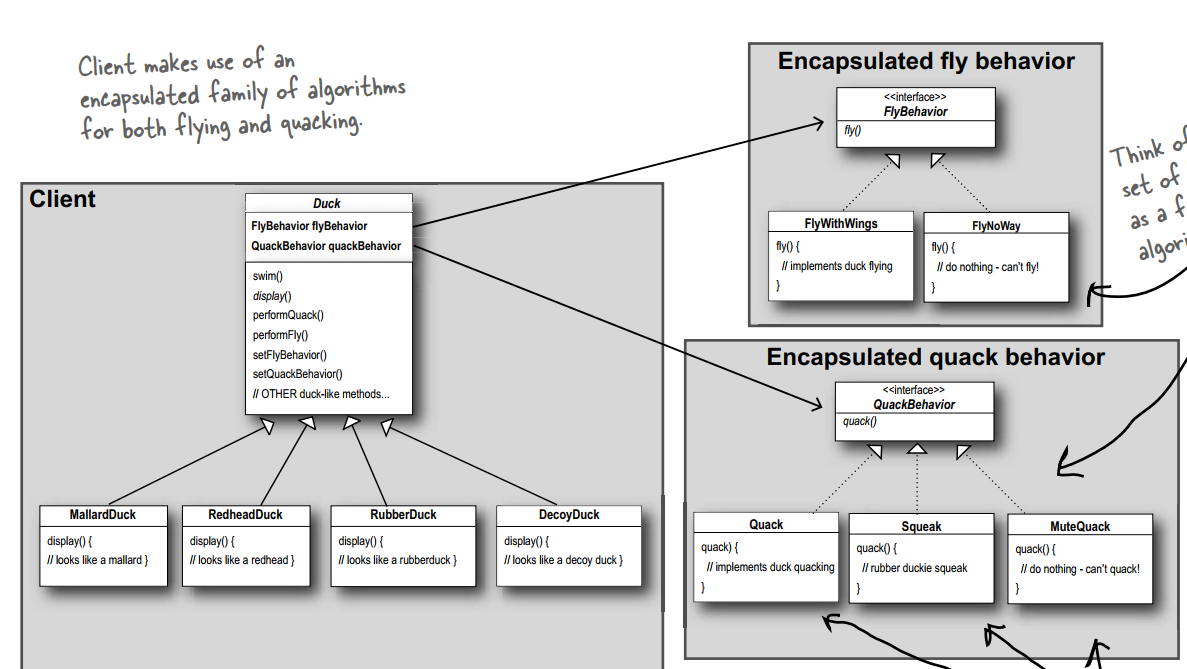 Client makes use of an
encapsulated family of algorithms
for both flying and quacking.
Encapsulated fly behavior
<<interface>>
FlyBehavior
fly()
Think of
set of
as a f
algori
FlyWithWings
fly() {
// implements duck flying
}
FlyNoWay
fly() {
// do nothing - can't fly!
}
Client
Duck
FlyBehavior flyBehavior
QuackBehavior quackBehavior
swim()
display()
performQuack()
performFly()
setFlyBehavior()
setQuackBehavior()
// OTHER duck-like methods...
Encapsulated quack behavior
<<interface>>
QuackBehavior
quack()
MallardDuck
display() {
// looks like a mallard }
RedheadDuck
display() {
// looks like a redhead }
RubberDuck
display() {
// looks like a rubberduck }
DecoyDuck
display() {
// looks like a decoy duck }
Quack
quack) {
// implements duck quacking
}
Squeak
quack() {
// rubber duckie squeak
}
MuteQuack
quack() {
// do nothing - can't quack!
}